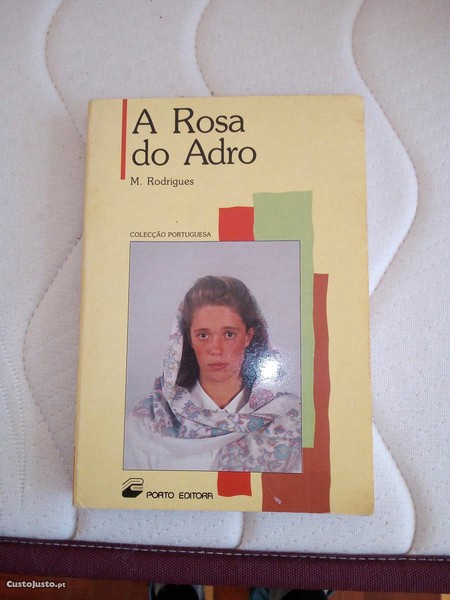 A Rosa
do Adro
M. Rodrigues
COLECÇÃO PORTUGUESA
PORTO EDITORA
CustoJusto.pt